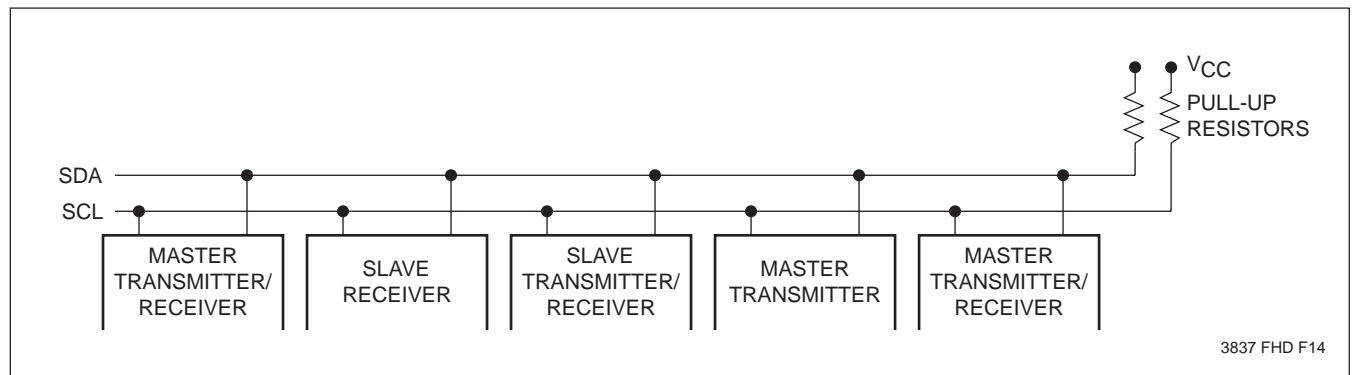 VCC
PULL-UP
RESISTORS
SDA
SCL
MASTER
TRANSMITTER/
RECEIVER
SLAVE
RECEIVER
SLAVE
TRANSMITTER/
RECEIVER
MASTER
TRANSMITTER
MASTER
TRANSMITTER/
RECEIVER
3837 FHD F14